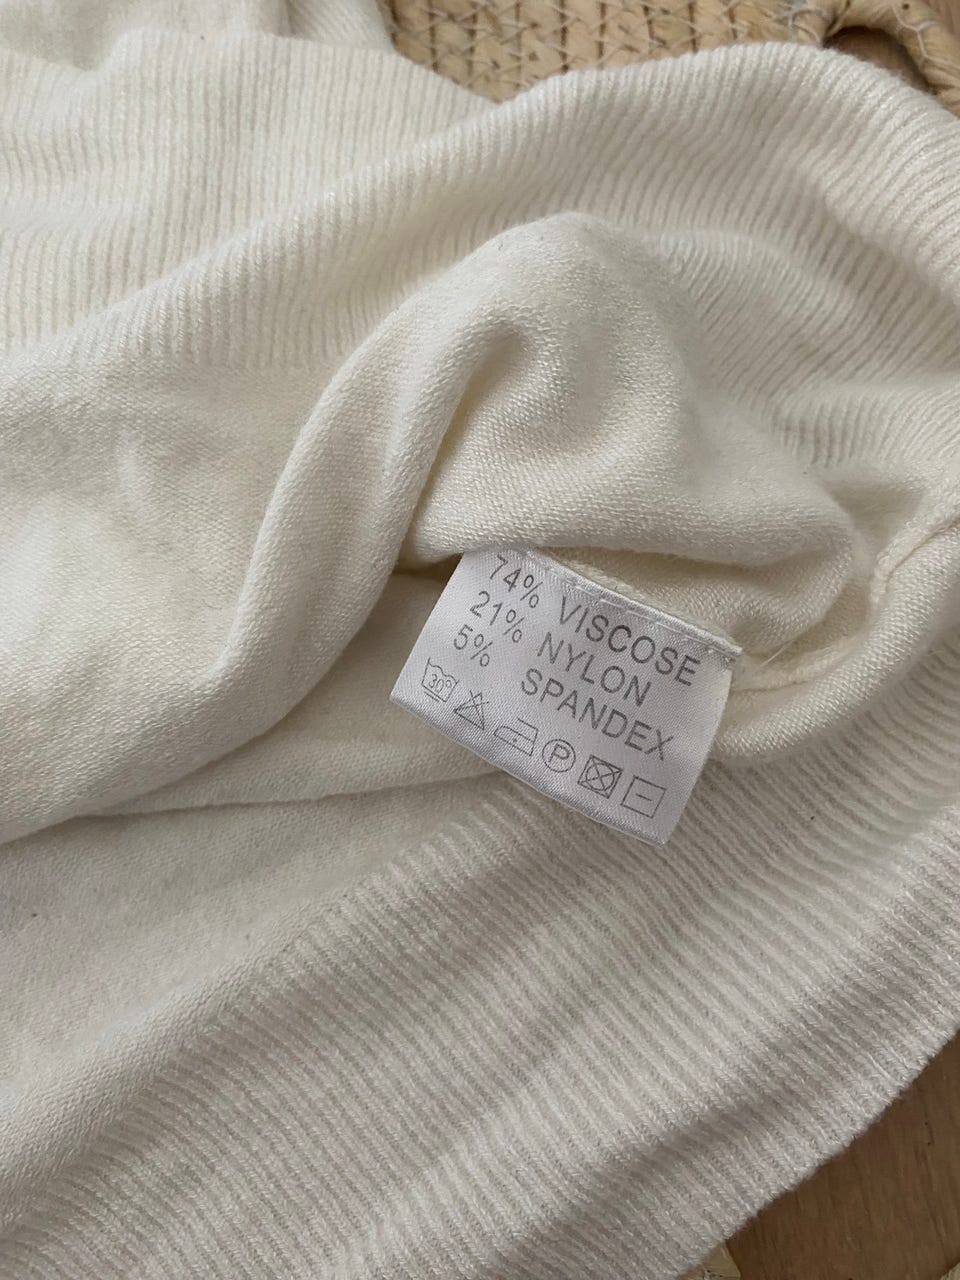 74% VISCOSE
21% NYLON
5% SPANDEX
30° P